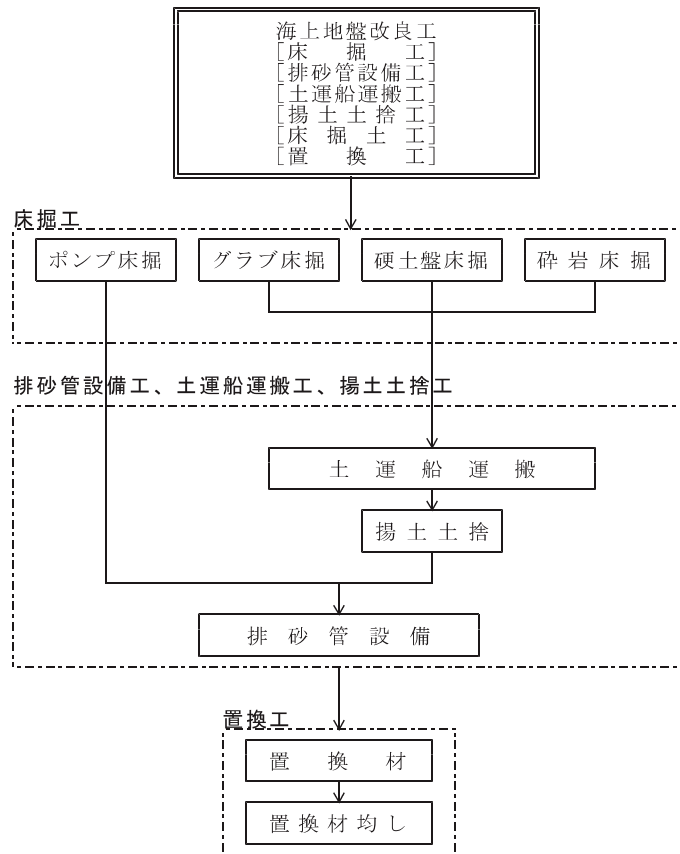 海上地盤改良工
[床掘工]
[排砂管設備工]
[土運船運搬工]
[揚土土捨工]
[床掘土工]
[置換工]
床掘工
ポンプ床掘
グラブ床掘
硬土盤床掘
砕岩床掘
排砂管設備工、土運船運搬工、揚土土捨工
土運船運搬
揚土土捨
排砂管設備
置換工
置換材
置換材均し